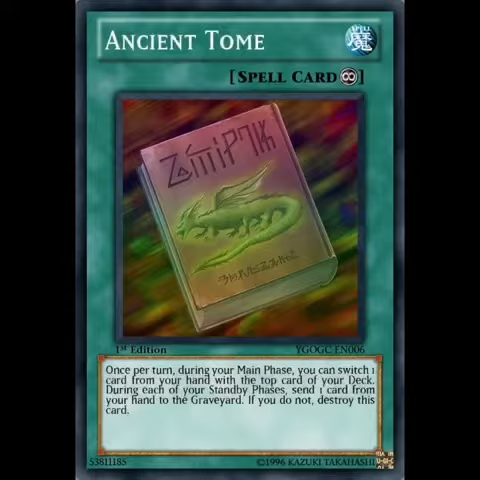 ANCIENT TOME
[SPELL CARD]
1ST Edition
YGOGC-EN006
Once per turn, during your Main Phase, you can switch 1
card from your hand with the top card of your Deck.
During each of your Standby Phases, send 1 card from
your hand to the Graveyard. If you do not, destroy this
card.
53811185
©1996 KAZUKI TAKAHASHI